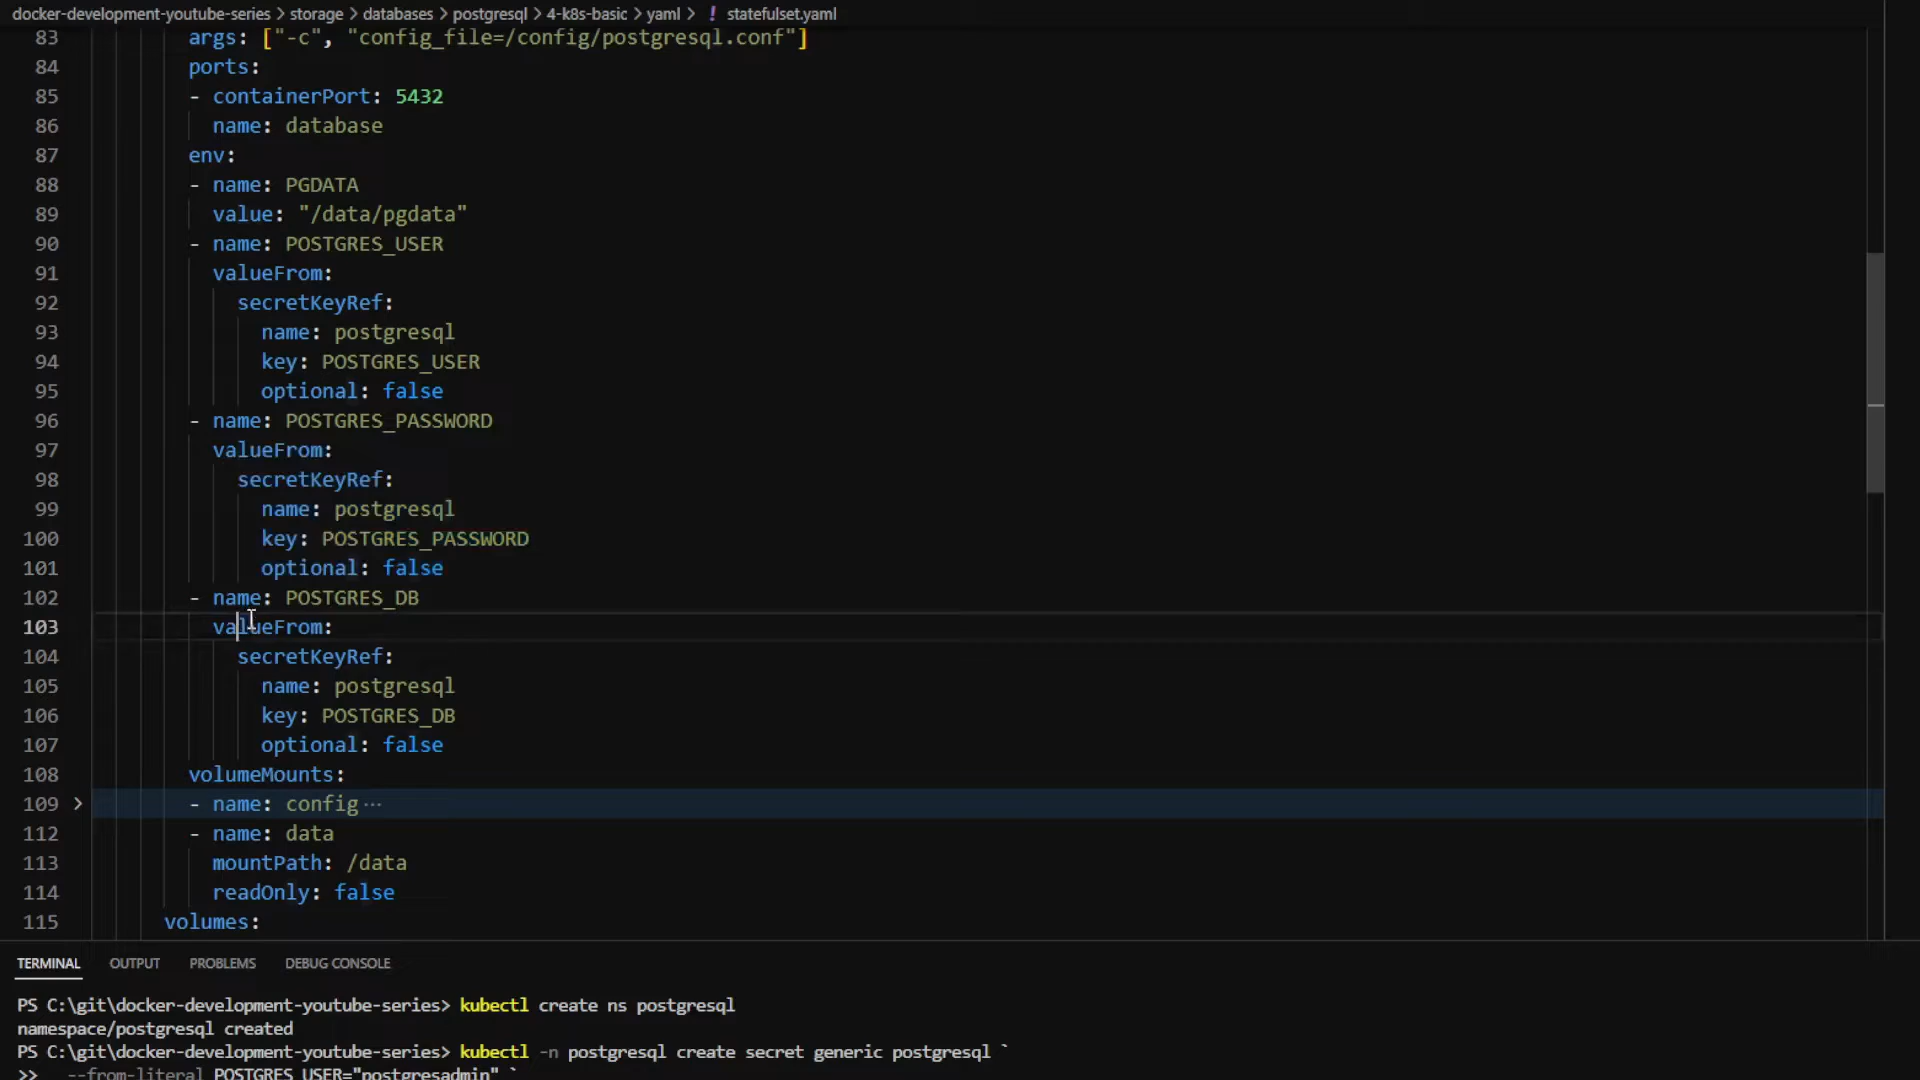 docker-development-youtube-series > storage > databases > postgresql > 4-k8s-basic > yaml > ! statefulset.yaml
83 args: ["-c", "config_file=/config/postgresql.conf"]
84 ports:
85 - containerPort: 5432
86 name: database
87 env:
88 - name: PGDATA
89 value: "/data/pgdata"
90 - name: POSTGRES_USER
91 valueFrom:
92 secretKeyRef:
93 name: postgresql
94 key: POSTGRES_USER
95 optional: false
96 - name: POSTGRES_PASSWORD
97 valueFrom:
98 secretKeyRef:
99 name: postgresql
100 key: POSTGRES_PASSWORD
101 optional: false
102 - name: POSTGRES_DB
103 valueFrom:
104 secretKeyRef:
105 name: postgresql
106 key: POSTGRES_DB
107 optional: false
108 volumeMounts:
109 > - name: config ···
112 - name: data
113 mountPath: /data
114 readOnly: false
115 volumes:
TERMINAL OUTPUT PROBLEMS DEBUG CONSOLE
PS C:\git\docker-development-youtube-series> kubectl create ns postgresql
namespace/postgresql created
PS C:\git\docker-development-youtube-series> kubectl -n postgresql create secret generic postgresql `
>> --from-literal POSTGRES_USER="postgresadmin" `